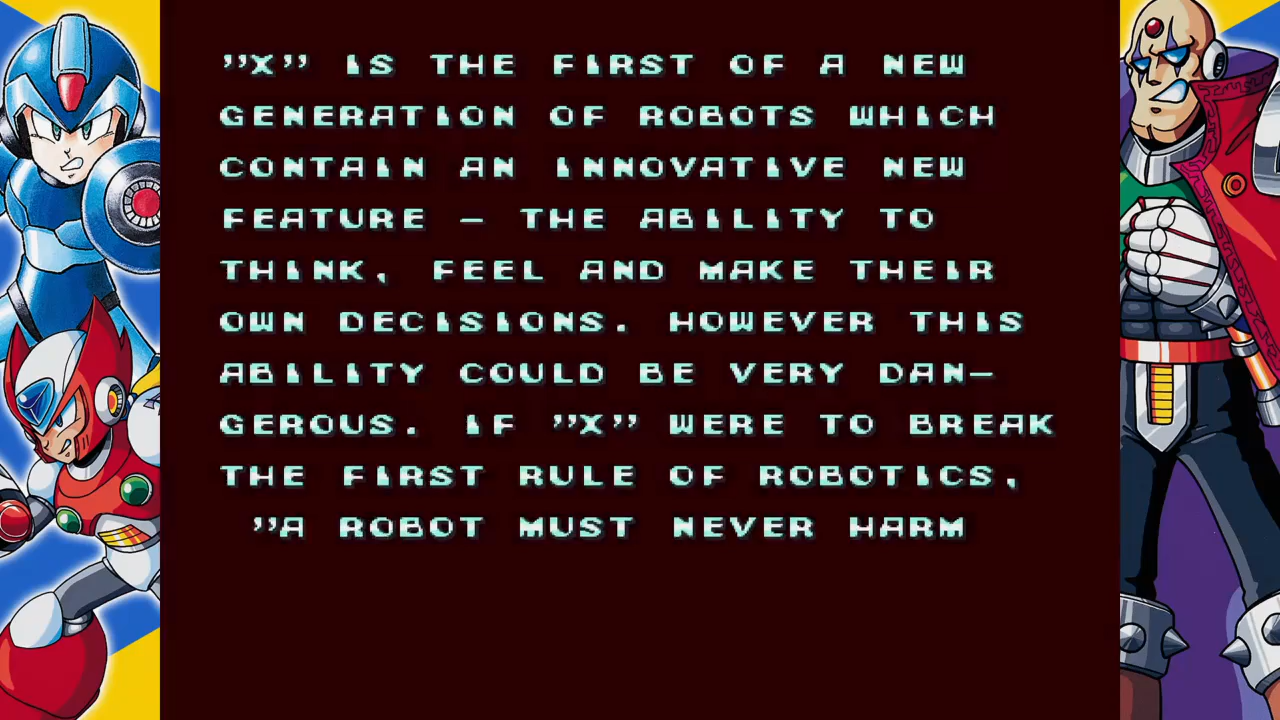 "X" IS THE FIRST OF A NEW
GENERATION OF ROBOTS WHICH
CONTAIN AN INNOVATIVE NEW
FEATURE - THE ABILITY TO
THINK, FEEL AND MAKE THEIR
OWN DECISIONS. HOWEVER THIS
ABILITY COULD BE VERY DAN-
GEROUS. IF "X" WERE TO BREAK
THE FIRST RULE OF ROBOTICS,
"A ROBOT MUST NEVER HARM